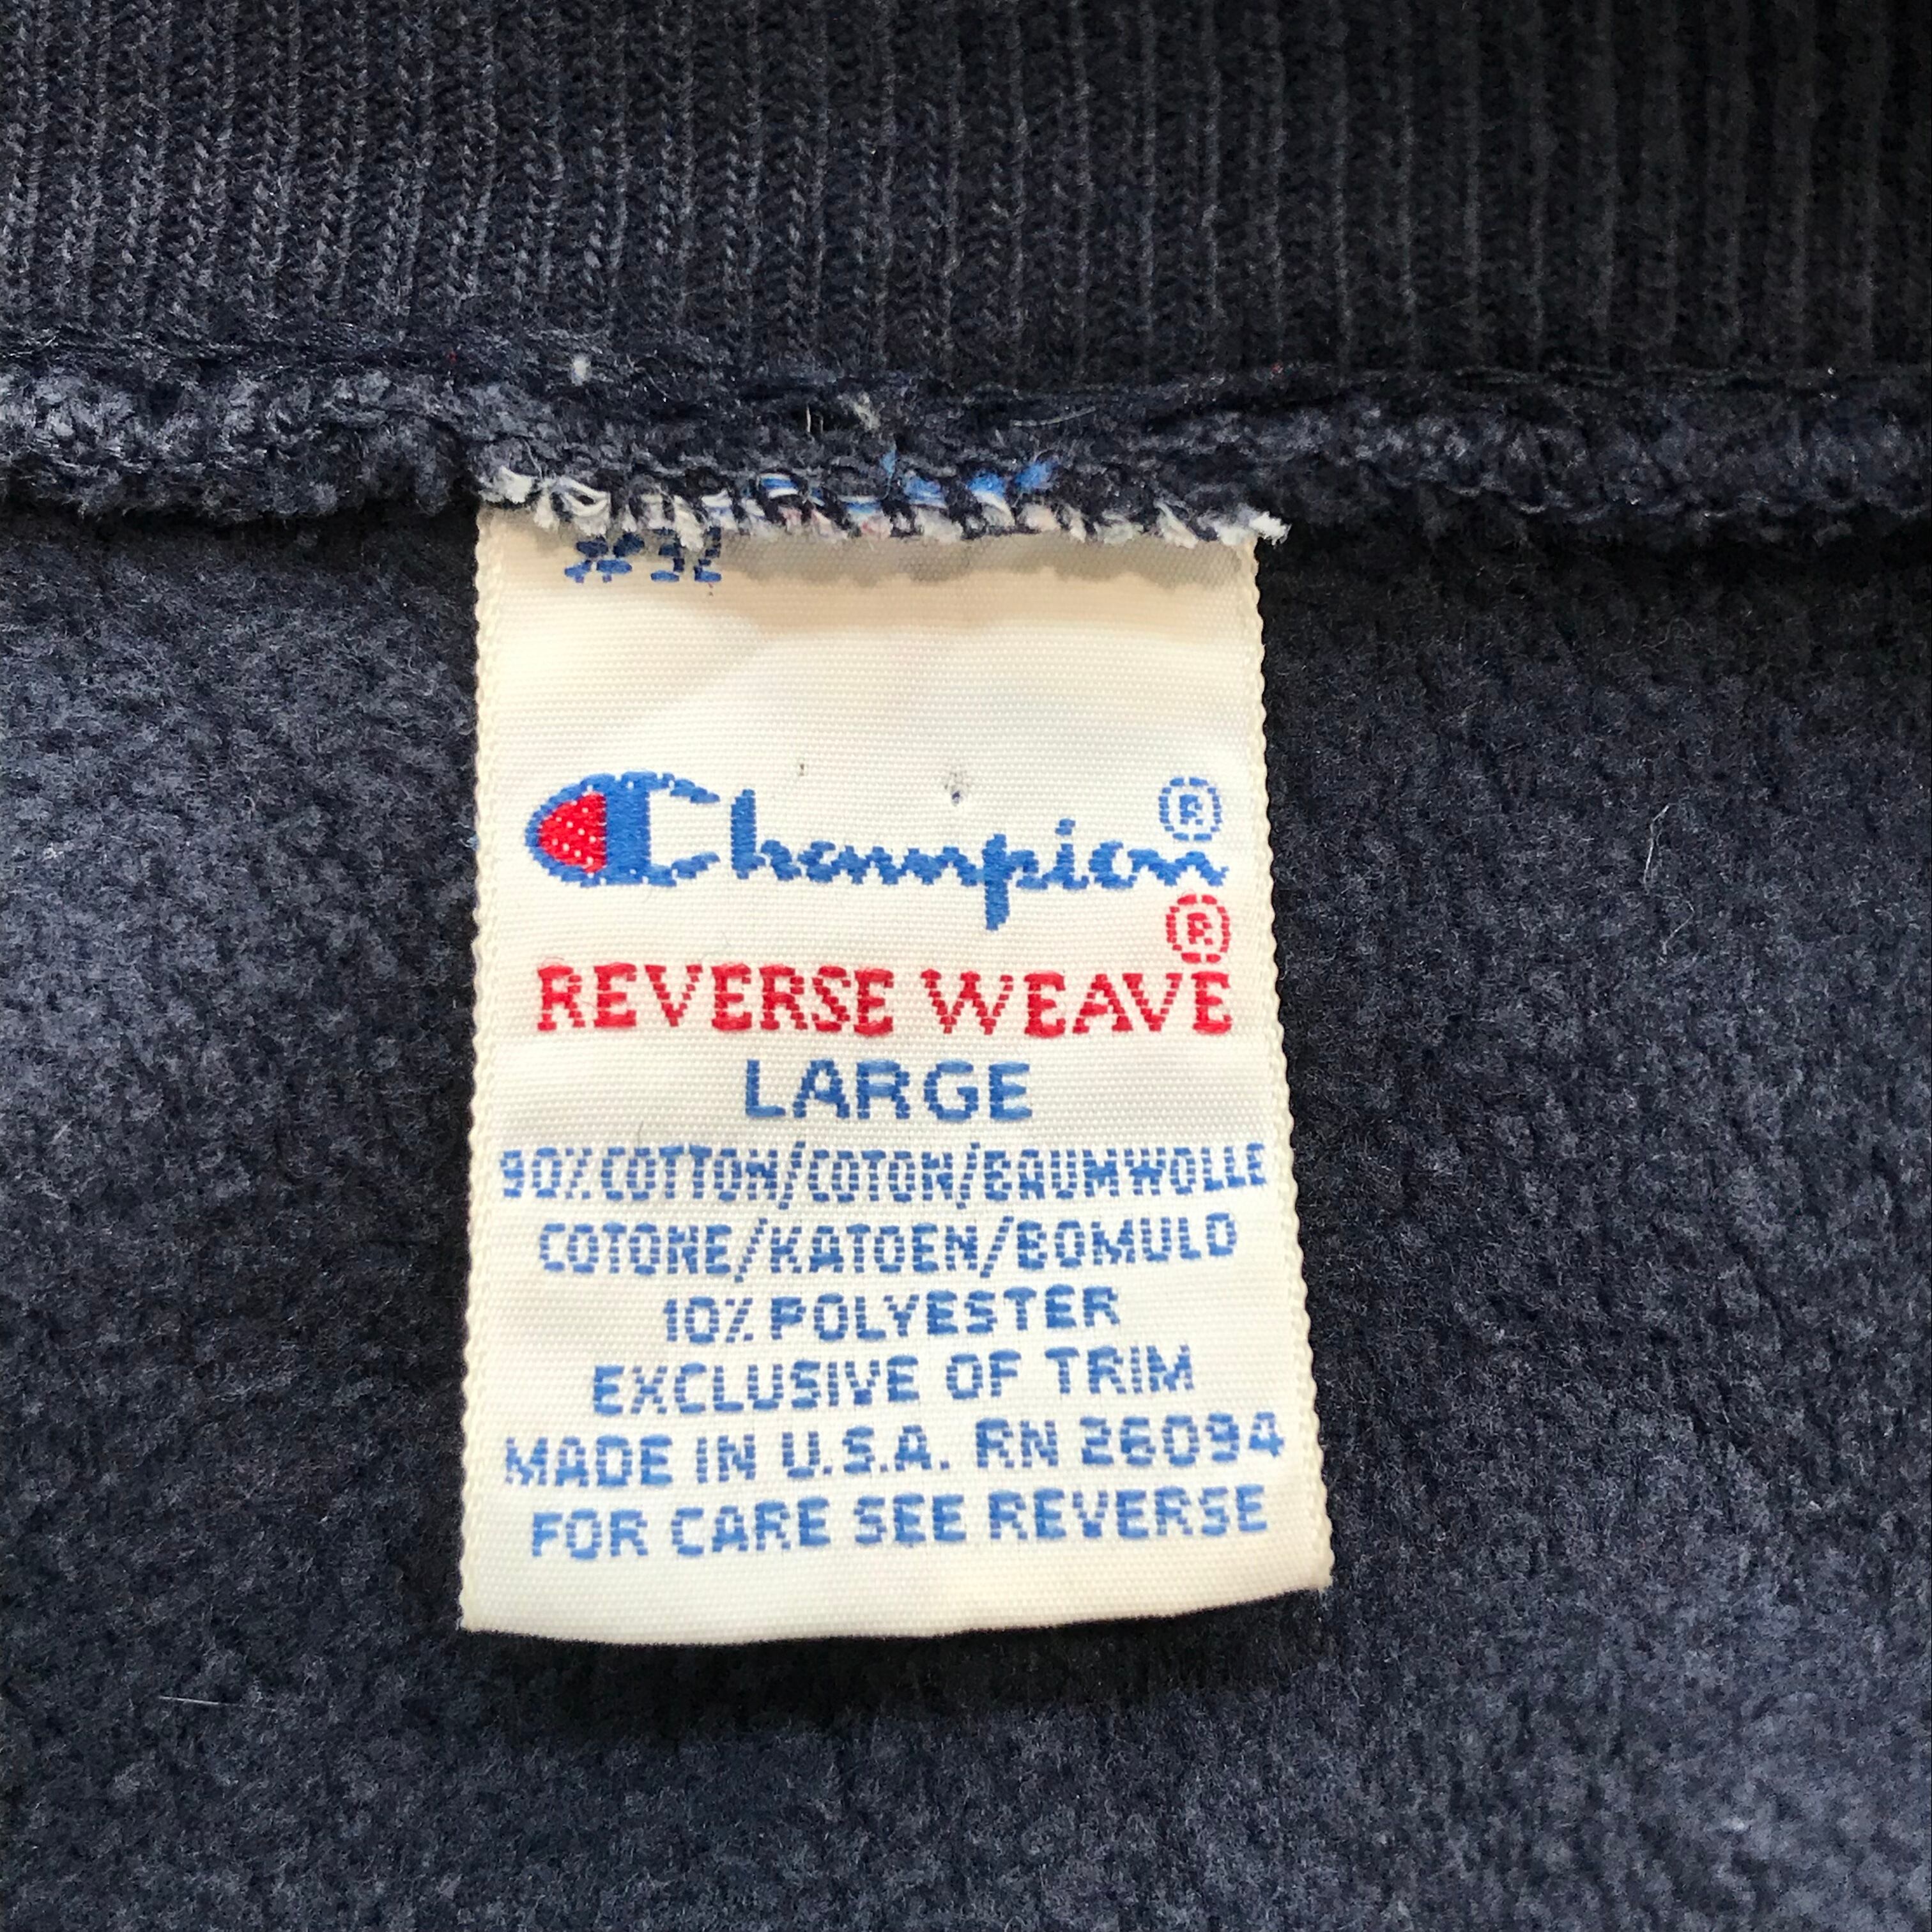 #32
Champion®
®
REVERSE WEAVE
LARGE
90% COTTON/COTON/BAUMWOLLE
COTONE/KATOEN/BOMULD
10% POLYESTER
EXCLUSIVE OF TRIM
MADE IN U.S.A. RN 26094
FOR CARE SEE REVERSE